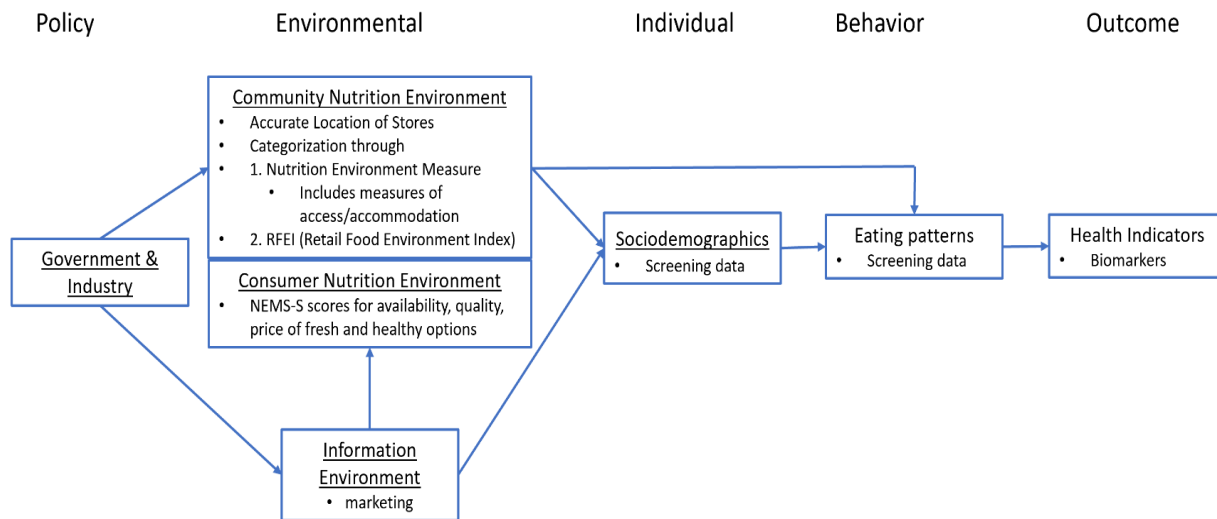 Policy
Environmental
Individual
Behavior
Outcome
Community Nutrition Environment
• Accurate Location of Stores
• Categorization through
• 1. Nutrition Environment Measure
• Includes measures of
access/accommodation
• 2. RFEI (Retail Food Environment Index)
Government &
Industry
Consumer Nutrition Environment
• NEMS-S scores for availability, quality,
price of fresh and healthy options
Information
Environment
• marketing
Sociodemographics
• Screening data
Eating patterns
• Screening data
Health Indicators
• Biomarkers